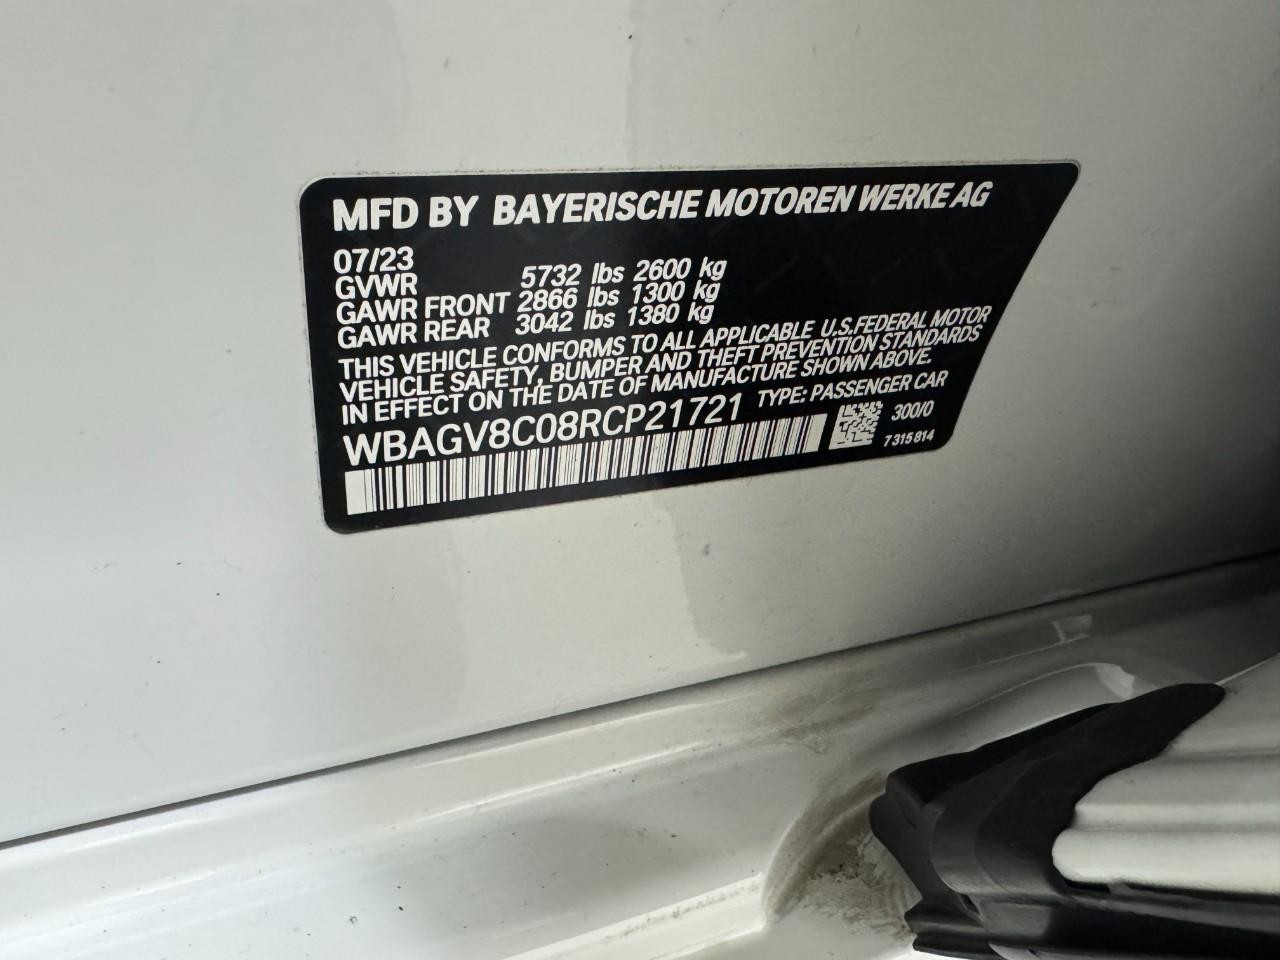 MFD BY BAYERISCHE MOTOREN WERKE AG
07/23
GVWR 5732 lbs 2600 kg
GAWR FRONT 2866 lbs 1300 kg
GAWR REAR 3042 lbs 1380 kg
THIS VEHICLE CONFORMS TO ALL APPLICABLE U.S.FEDERAL MOTOR
VEHICLE SAFETY, BUMPER AND THEFT PREVENTION STANDARDS
IN EFFECT ON THE DATE OF MANUFACTURE SHOWN ABOVE.
WBAGV8C08RCP21721 TYPE: PASSENGER CAR
300/0
7315814